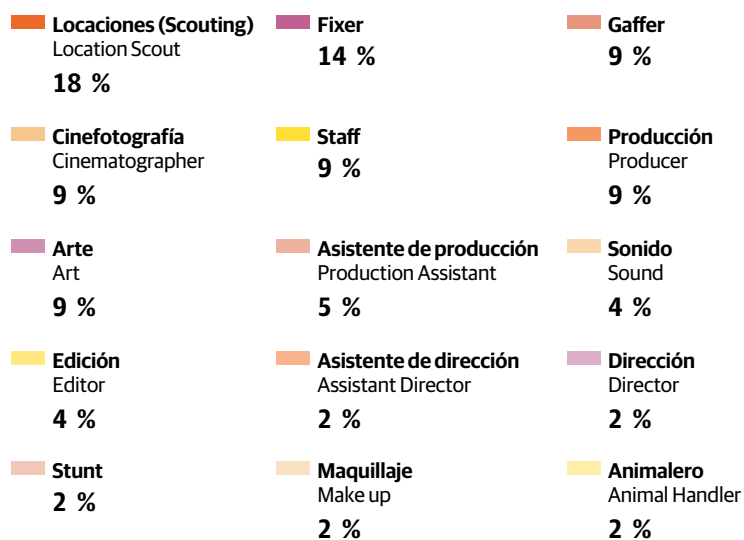 Locaciones (Scouting)
Location Scout
18 %
Fixer
14 %
Gaffer
9 %
Cinefotografía
Cinematographer
9 %
Staff
9 %
Producción
Producer
9 %
Arte
Art
9 %
Asistente de producción
Production Assistant
5 %
Sonido
Sound
4 %
Edición
Editor
4 %
Asistente de dirección
Assistant Director
2 %
Dirección
Director
2 %
Stunt
2 %
Maquillaje
Make up
2 %
Animalero
Animal Handler
2 %